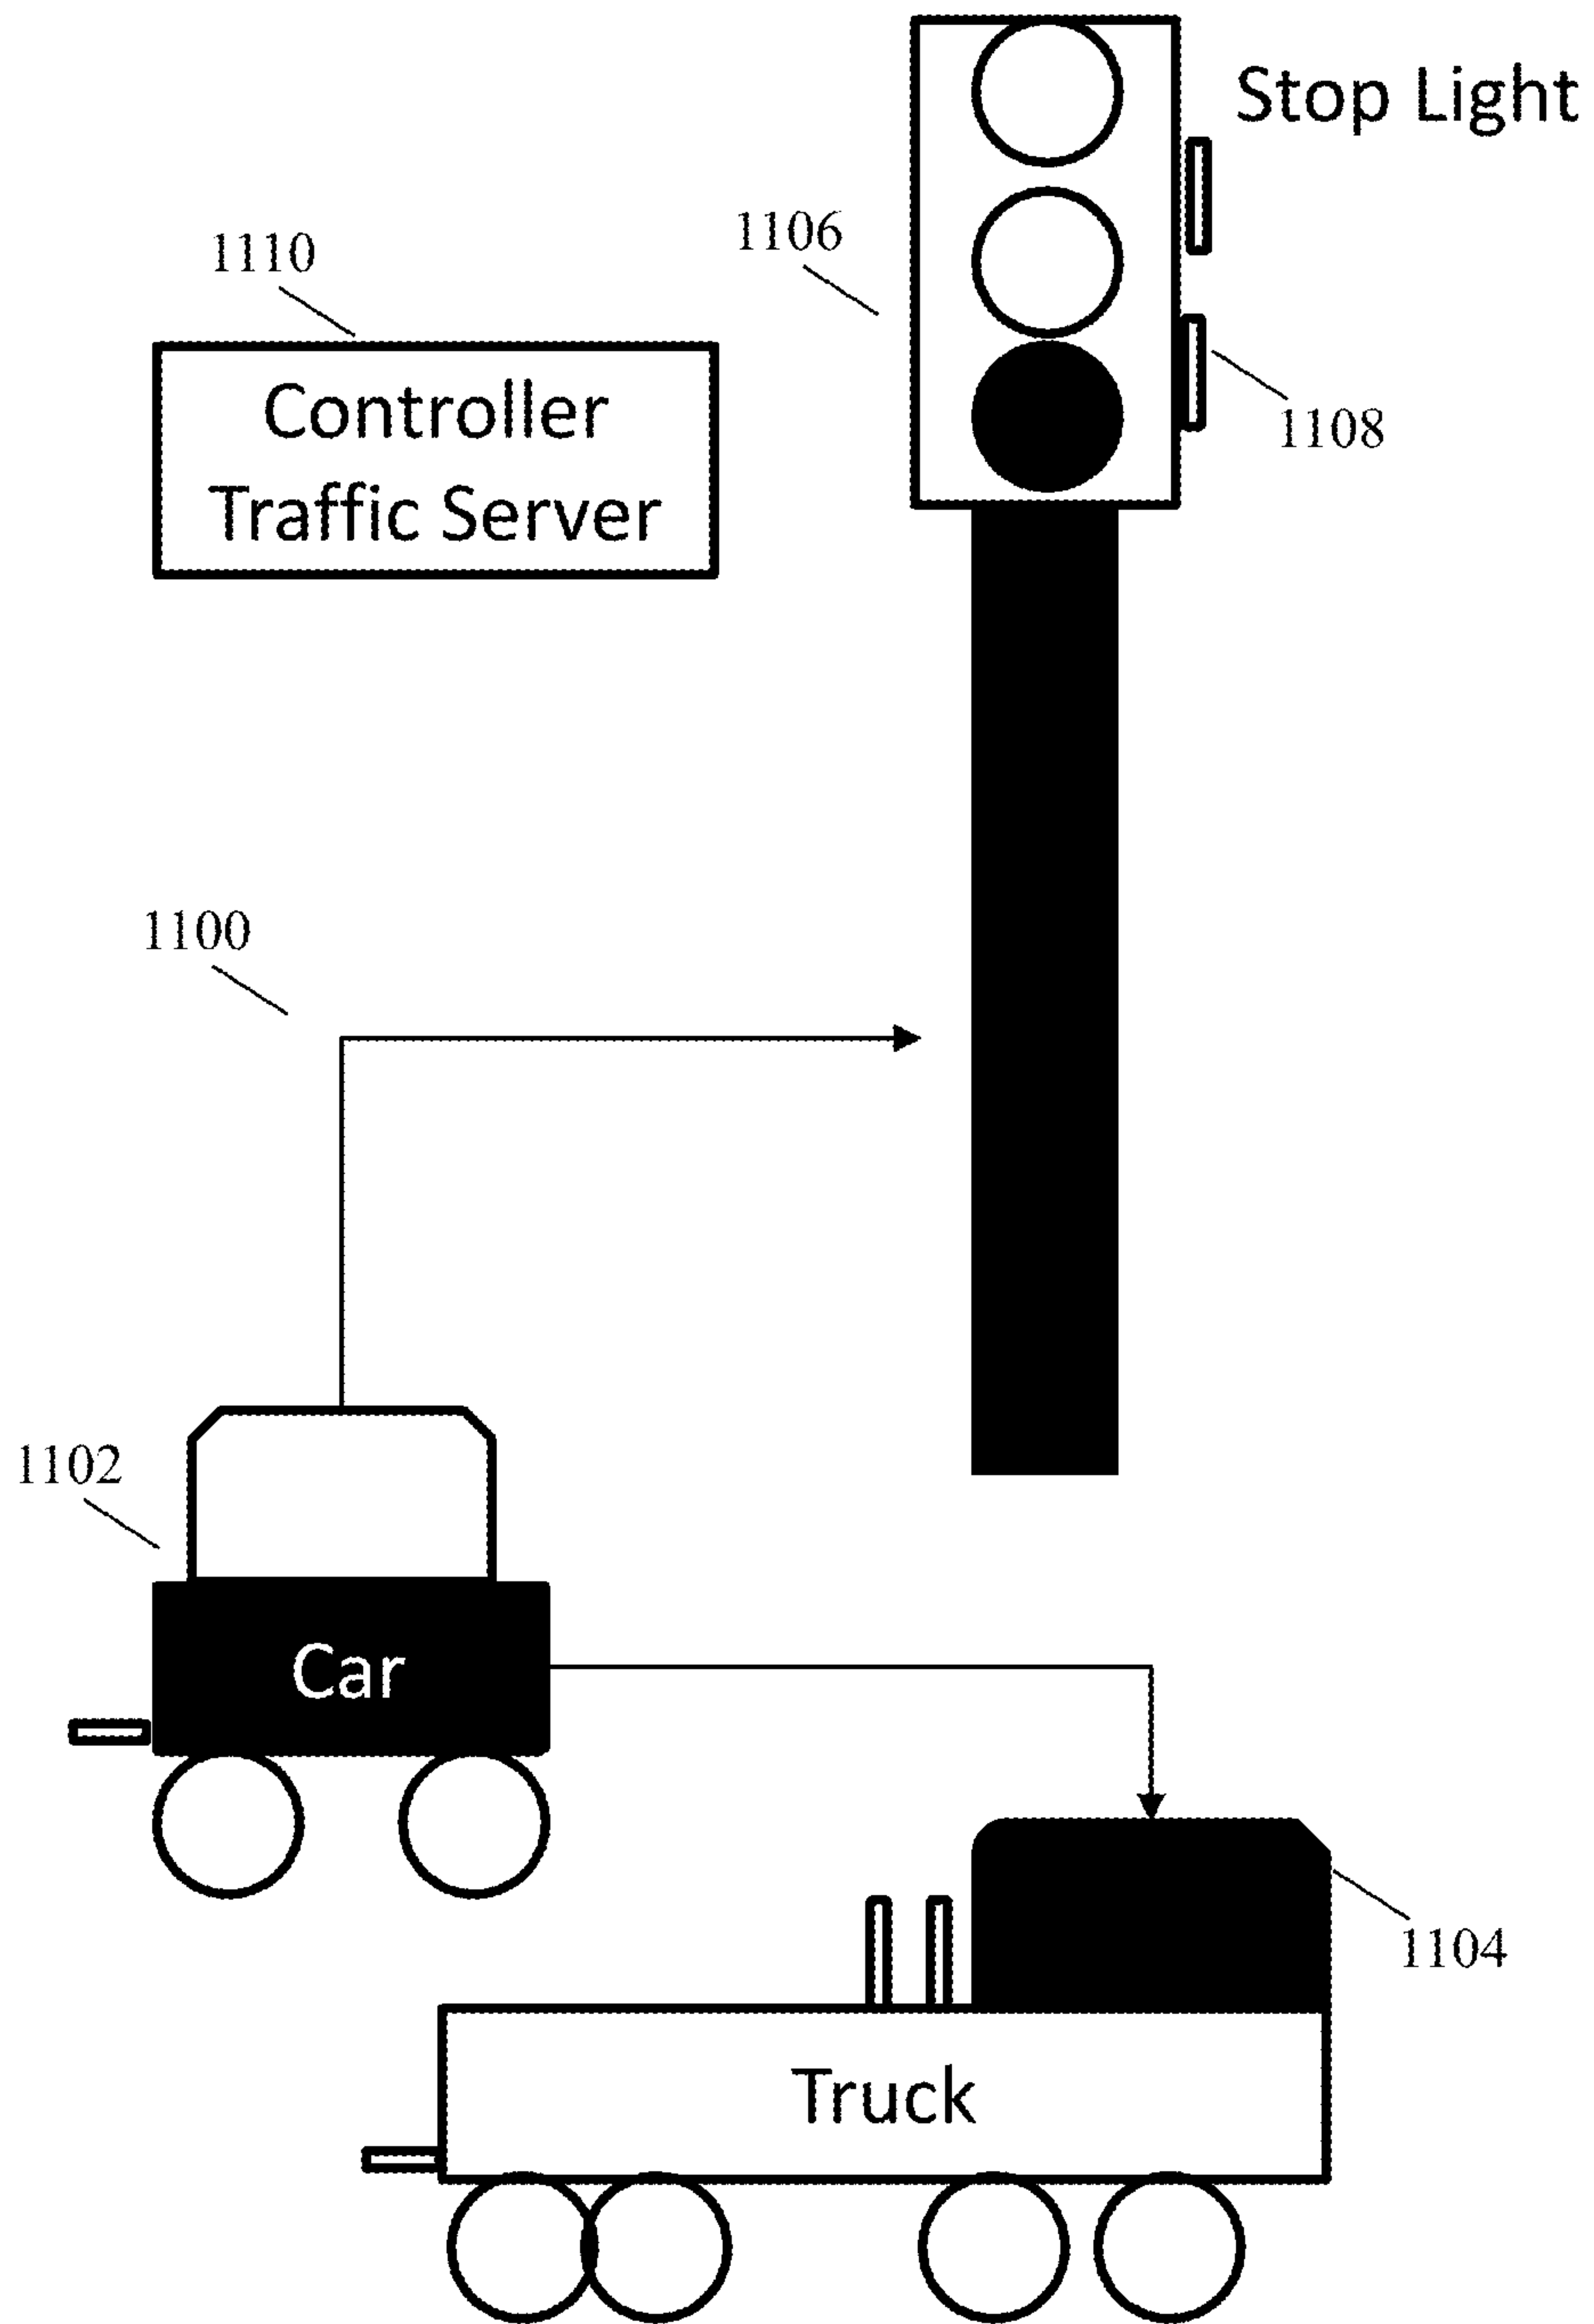 Stop Light
1106
1110
Controller
Traffic Server
1108
1100
1102
Car
1104
Truck